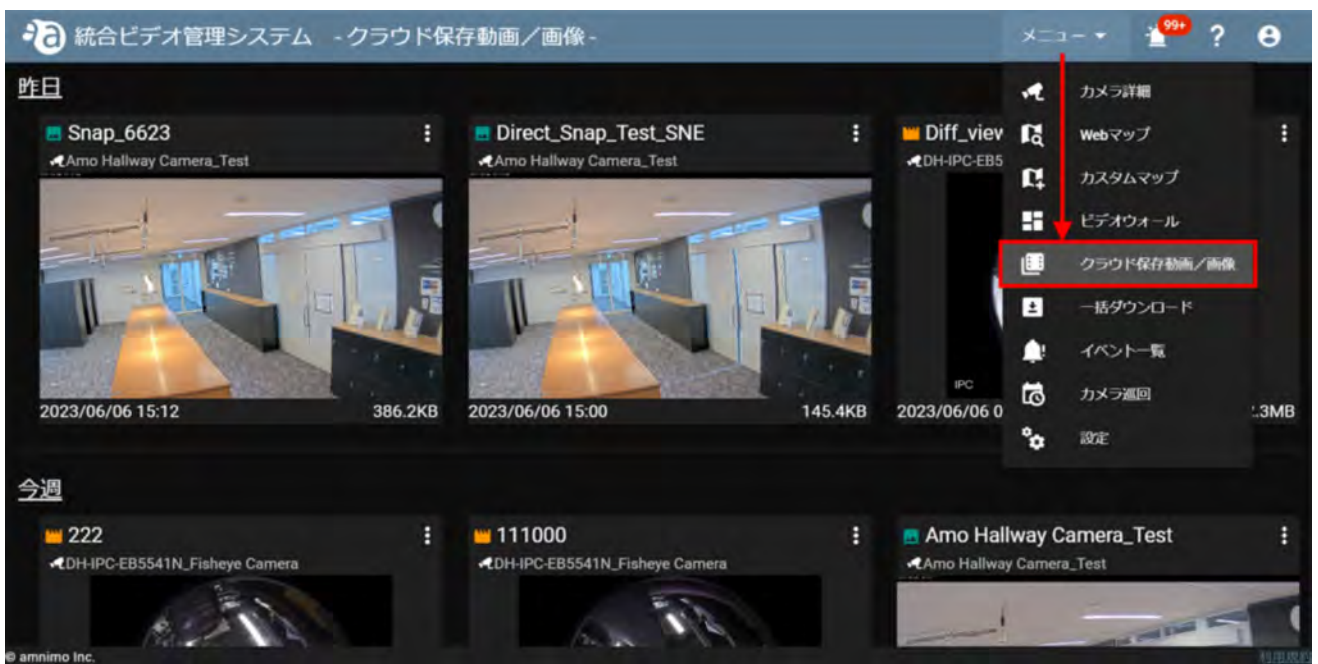 統合ビデオ管理システム -クラウド保存動画／画像-
メニュー
99+
?
昨日
Snap_6623
Amo Hallway Camera_Test
2023/06/06 15:12
386.2KB
Direct_Snap_Test_SNE
Amo Hallway Camera_Test
2023/06/06 15:00
145.4KB
Diff_view
DH-IPC-EB5
IPC
2023/06/06 0
.3MB
カメラ詳細
Webマップ
カスタムマップ
ビデオウォール
クラウド保存動画／画像
一括ダウンロード
イベント一覧
カメラ巡回
設定
今週
222
DH-IPC-EB5541N_Fisheye Camera
111000
DH-IPC-EB5541N_Fisheye Camera
Amo Hallway Camera_Test
Amo Hallway Camera_Test
© amnimo Inc.
利用規約